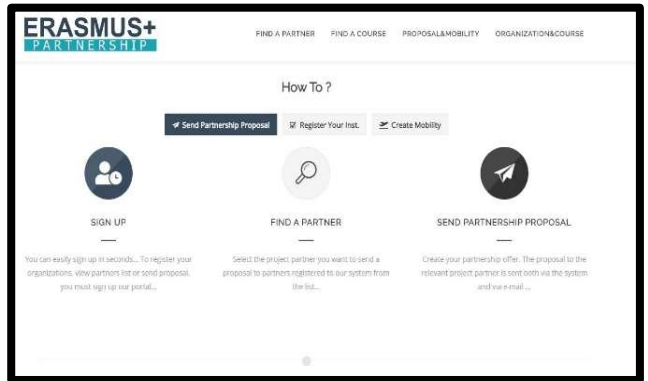 ERASMUS+
PARTNERSHIP
FIND A PARTNER FIND A COURSE PROPOSAL&MOBILITY ORGANIZATION&COURSE
How To ?
Send Partnership Proposal Register Your Inst. Create Mobility
SIGN UP
You can easily sign up in seconds... To register your
organizations, view partners list or send proposal,
you must sign up our portal...
FIND A PARTNER
Select the project partner you want to send a
proposal to partners registered to our system from
the list...
SEND PARTNERSHIP PROPOSAL
Create your partnership offer. The proposal to the
relevant project partner is sent both via the system
and via e-mail ...